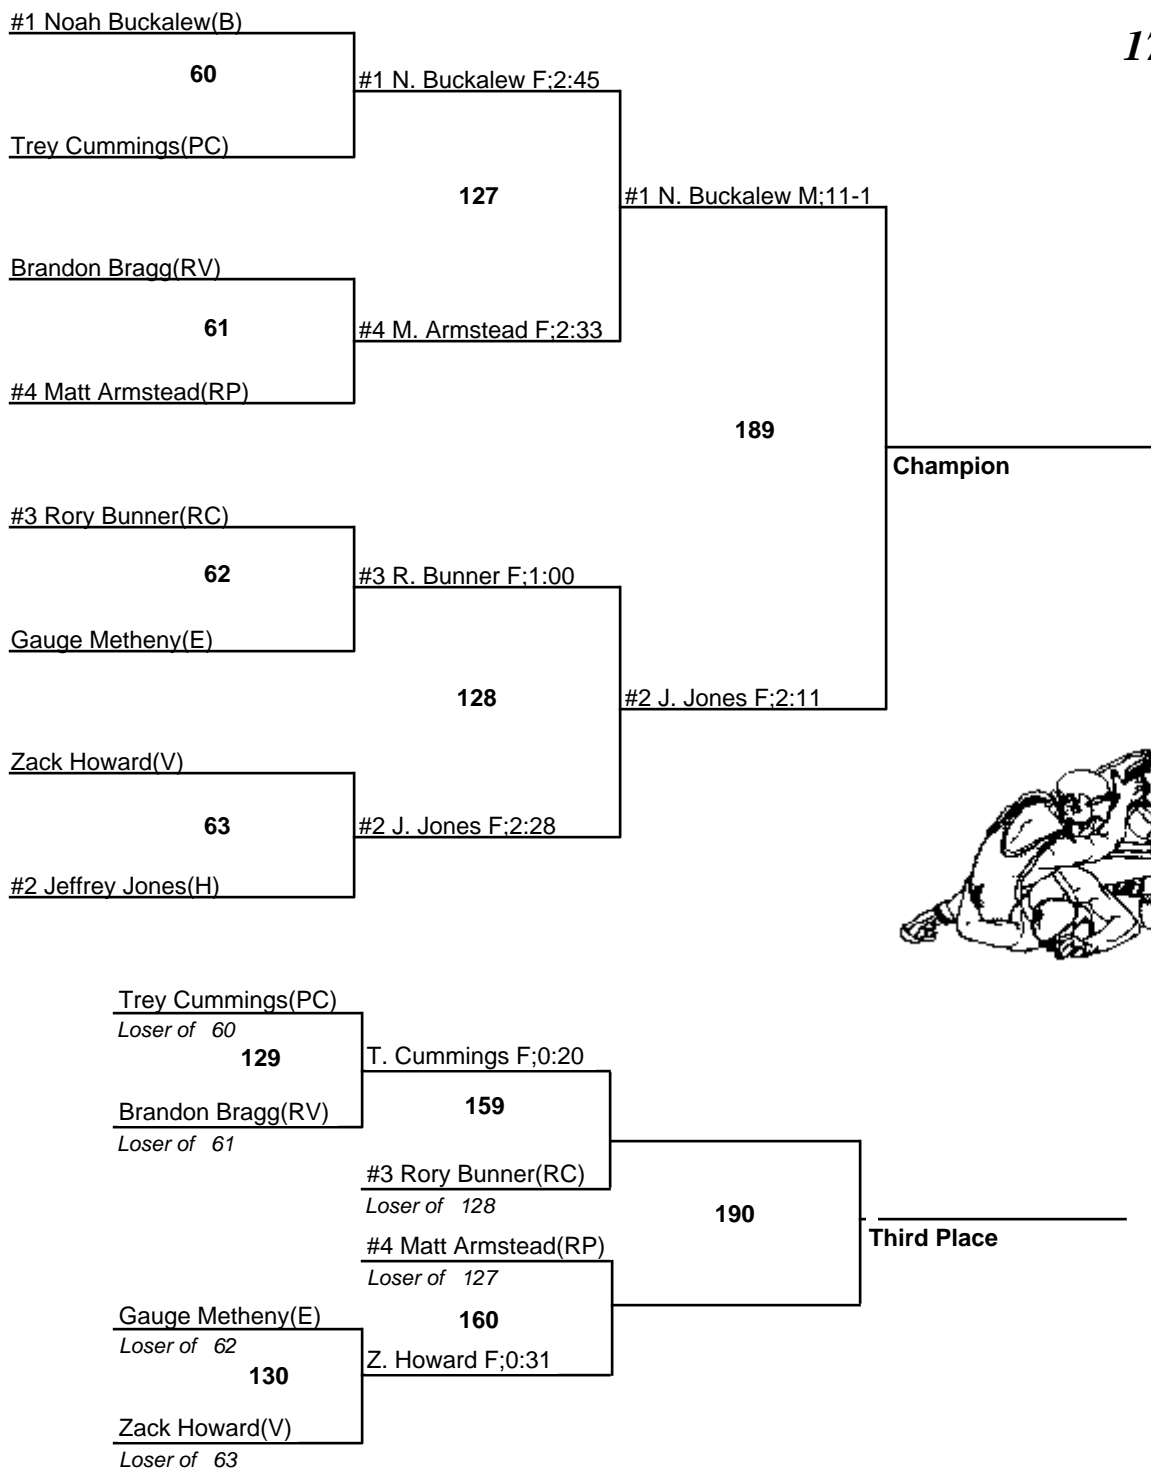 #1 Noah Buckalew(B)
17
60
#1 N. Buckalew F;2:45
Trey Cummings(PC)
127
#1 N. Buckalew M;11-1
Brandon Bragg(RV)
61
#4 M. Armstead F;2:33
#4 Matt Armstead(RP)
189
Champion
#3 Rory Bunner(RC)
62
#3 R. Bunner F;1:00
Gauge Metheny(E)
128
#2 J. Jones F;2:11
Zack Howard(V)
63
#2 J. Jones F;2:28
#2 Jeffrey Jones(H)
Trey Cummings(PC)
Loser of 60
129
T. Cummings F;0:20
Brandon Bragg(RV)
Loser of 61
159
#3 Rory Bunner(RC)
Loser of 128
190
Third Place
#4 Matt Armstead(RP)
Loser of 127
Gauge Metheny(E)
Loser of 62
160
130
Z. Howard F;0:31
Zack Howard(V)
Loser of 63